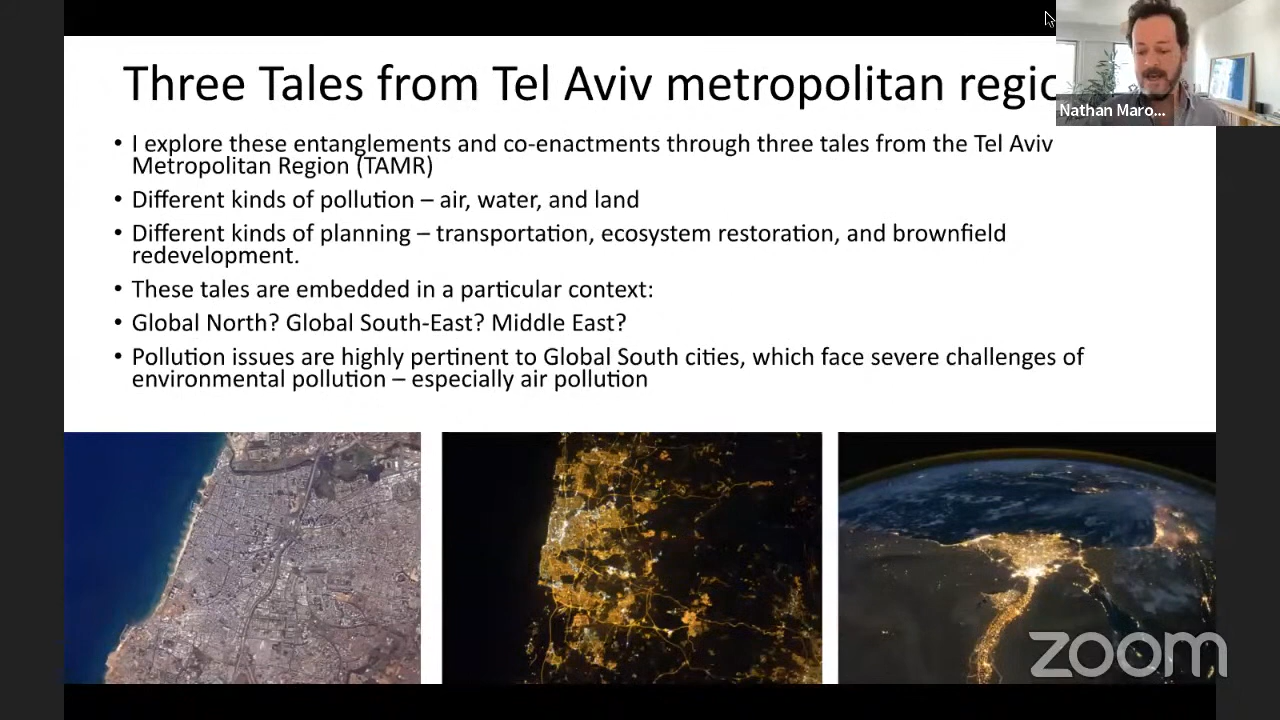 Three Tales from Tel Aviv metropolitan regio
Nathan Maro...
• I explore these entanglements and co-enactments through three tales from the Tel Aviv
Metropolitan Region (TAMR)
• Different kinds of pollution – air, water, and land
• Different kinds of planning – transportation, ecosystem restoration, and brownfield
redevelopment.
• These tales are embedded in a particular context:
• Global North? Global South-East? Middle East?
• Pollution issues are highly pertinent to Global South cities, which face severe challenges of
environmental pollution – especially air pollution
zoom